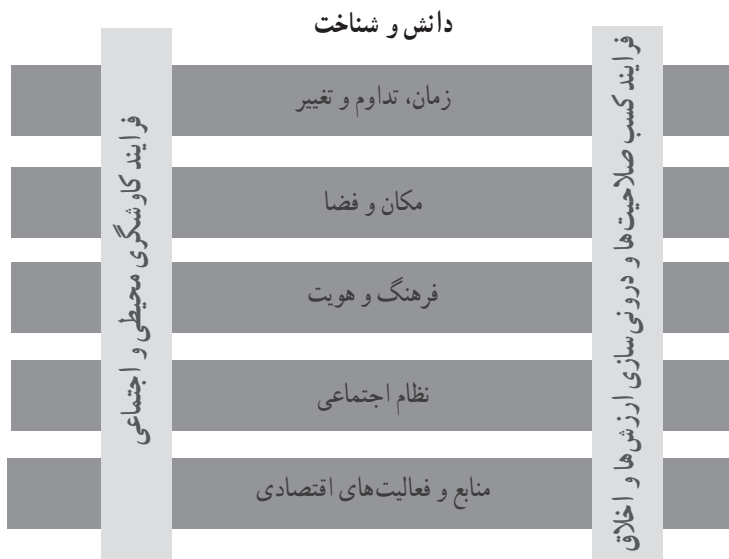 دانش و شناخت
فرایند کسب صلاحیت‌ها و درونی‌سازی ارزش‌ها و اخلاق
زمان، تداوم و تغییر
مکان و فضا
فرهنگ و هویت
نظام اجتماعی
منابع و فعالیت‌های اقتصادی
فرایند کاوشگری محیطی و اجتماعی